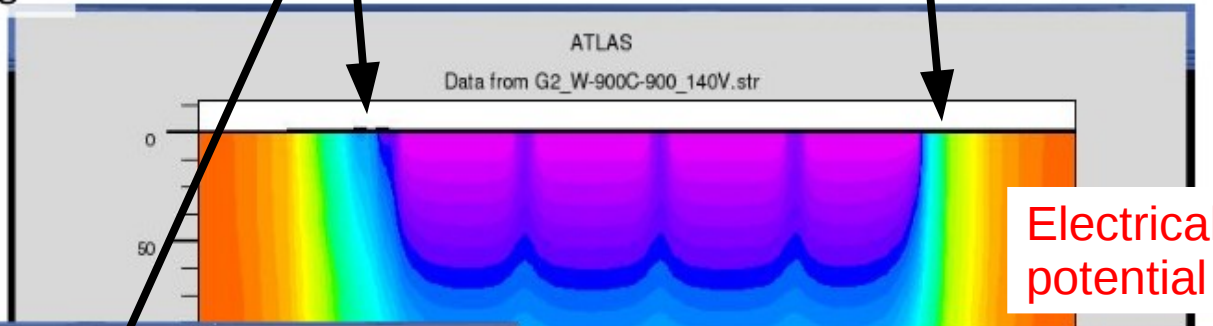 ATLAS
Data from G2_W-900C-900_140V.str
0
50
Electrica
potential